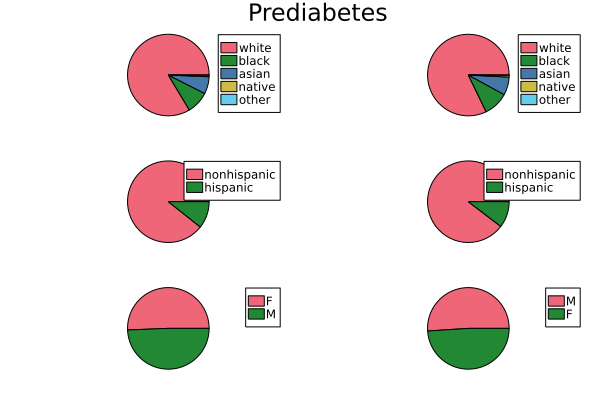 Prediabetes
white
black
asian
native
other
white
black
asian
native
other
nonhispanic
hispanic
nonhispanic
hispanic
F
M
M
F